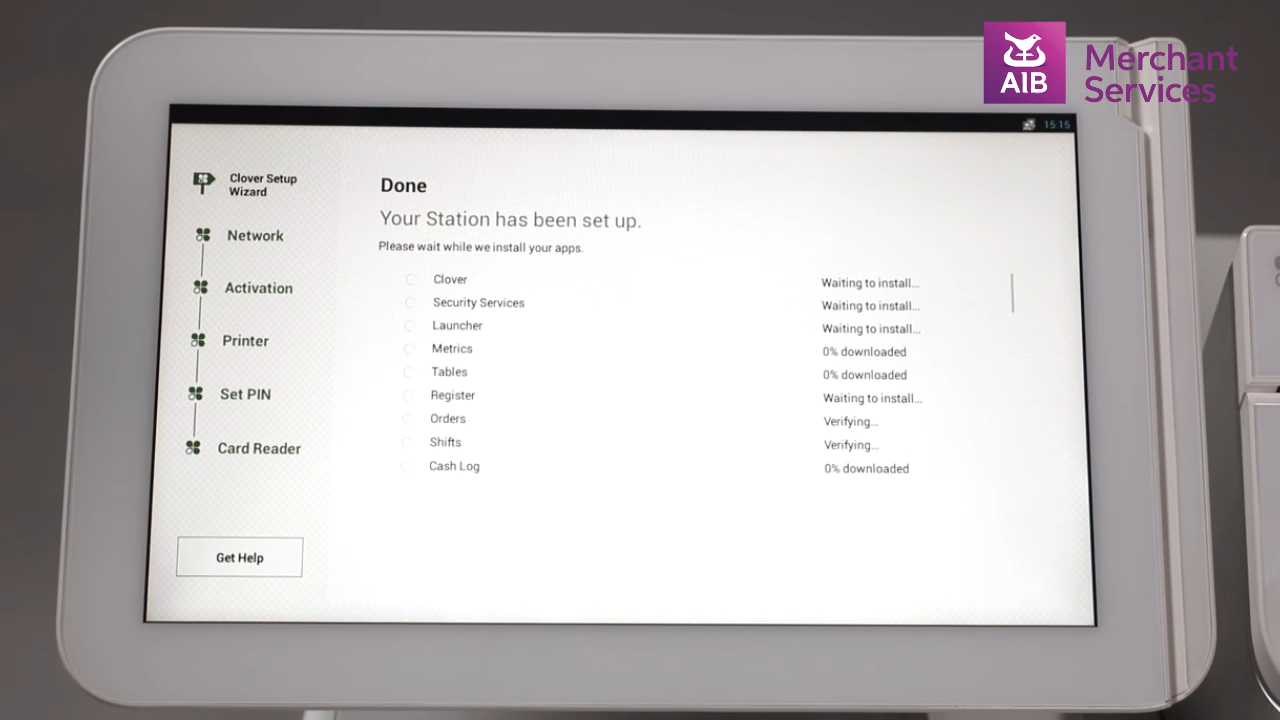 AIB
Merchant
Services
15:15
Clover Setup
Wizard
Network
Activation
Printer
Set PIN
Card Reader
Get Help
Done
Your Station has been set up.
Please wait while we install your apps.
Clover Waiting to install...
Security Services Waiting to install...
Launcher Waiting to install...
Metrics 0% downloaded
Tables 0% downloaded
Register Waiting to install...
Orders Verifying...
Shifts Verifying...
Cash Log 0% downloaded